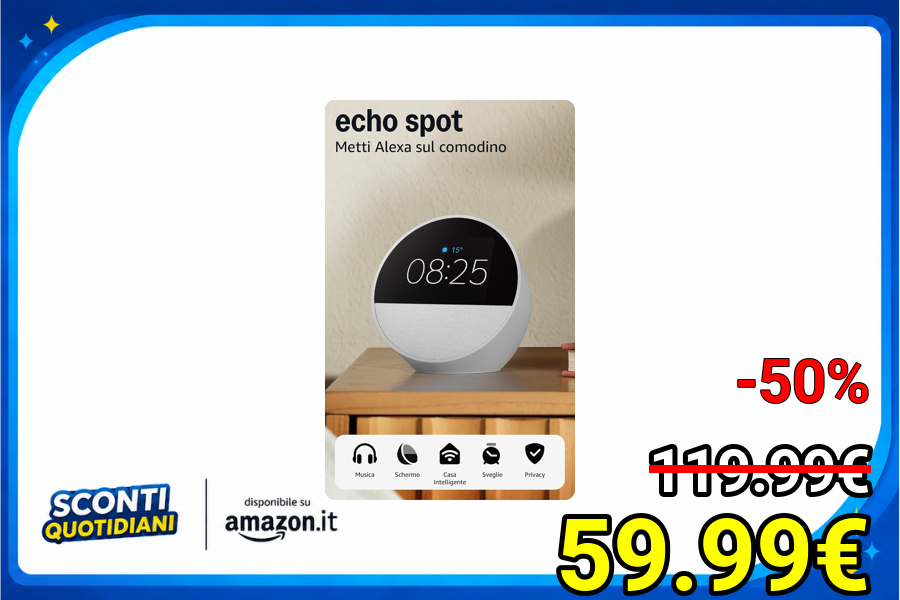 echo spot
Metti Alexa sul comodino
15°
08:25
Musica
Schermo
Casa Intelligente
Sveglie
Privacy
-50%
119.99€
59.99€
SCONTI
QUOTIDIANI
disponibile su
amazon.it